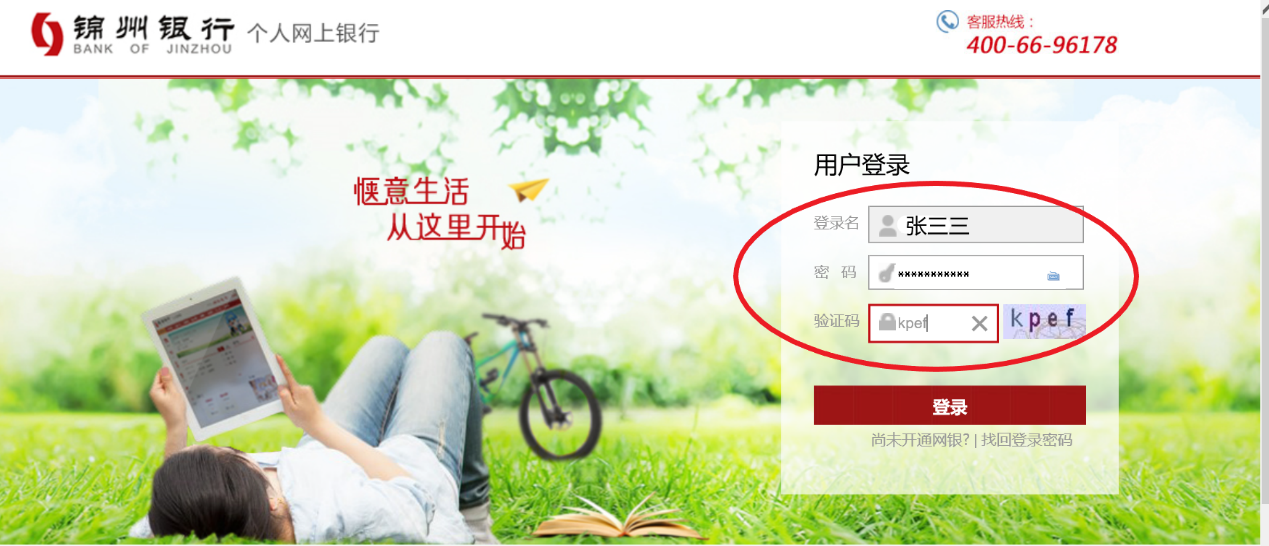 锦州银行 个人网上银行
BANK OF JINZHOU
客服热线：
400-66-96178
惬意生活
从这里开始
用户登录
登录名 张三三
密 码 ***********
验证码 kpef kpef
登录
尚未开通网银? | 找回登录密码